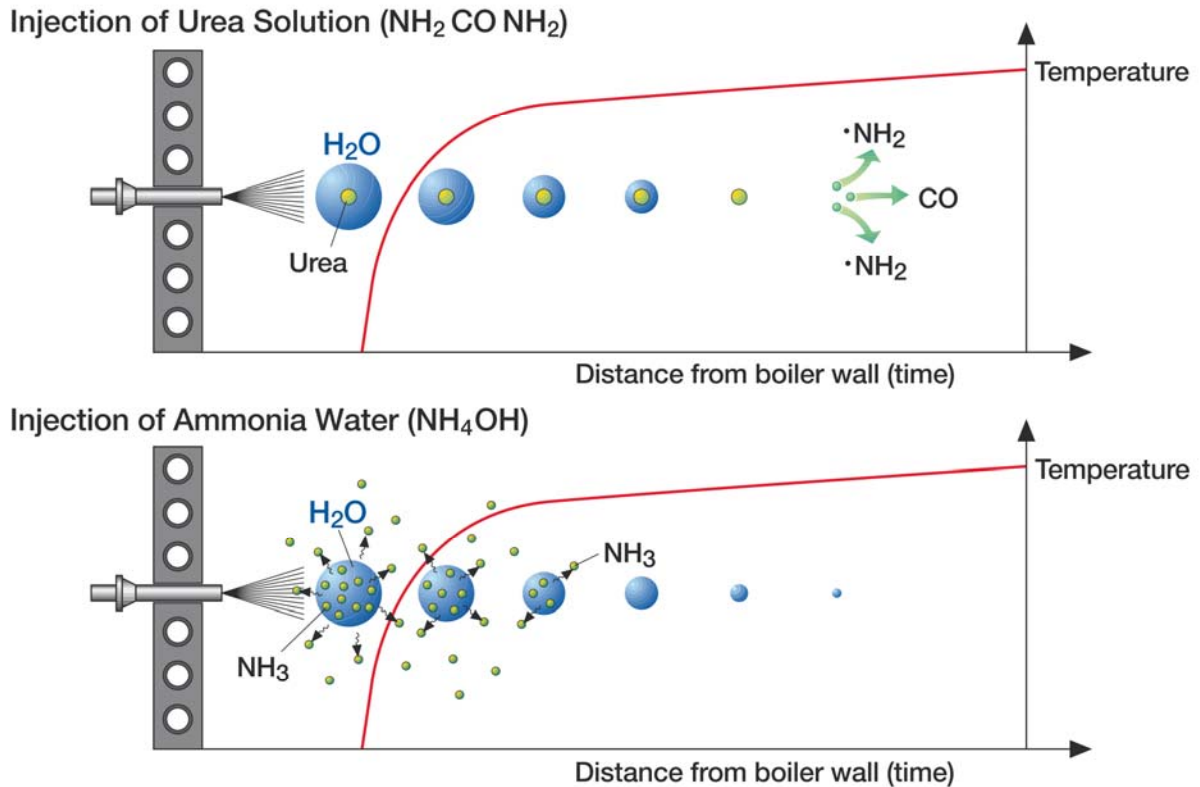 Injection of Urea Solution (NH₂ CO NH₂)
Temperature
H₂O
•NH₂
CO
Urea
•NH₂
Distance from boiler wall (time)
Injection of Ammonia Water (NH₄OH)
Temperature
H₂O
NH₃
NH₃
Distance from boiler wall (time)